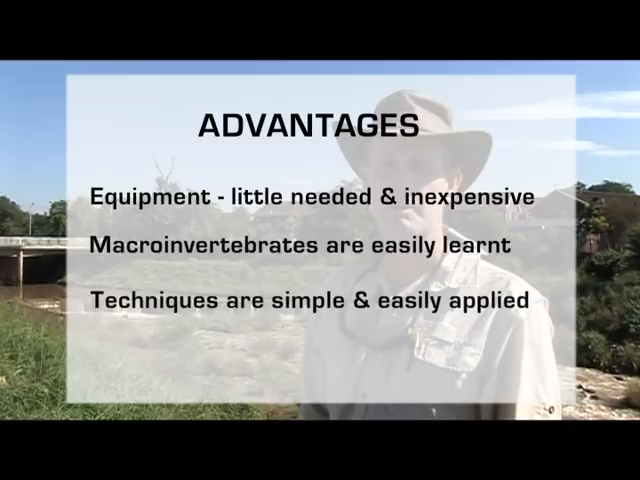 ADVANTAGES
Equipment - little needed & inexpensive
Macroinvertebrates are easily learnt
Techniques are simple & easily applied